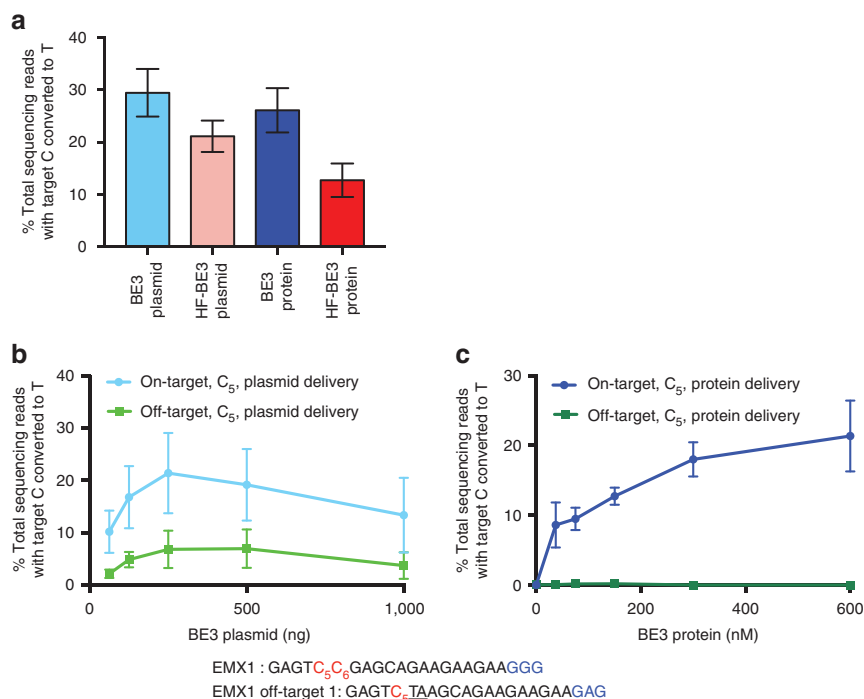 a
% Total sequencing reads
with target C converted to T
40
30
20
10
0
BE3
plasmid
HF-BE3
plasmid
BE3
protein
HF-BE3
protein
b
% Total sequencing reads
with target C converted to T
40
30
20
10
0
On-target, C5, plasmid delivery
Off-target, C5, plasmid delivery
0
500
1,000
BE3 plasmid (ng)
c
% Total sequencing reads
with target C converted to T
30
20
10
0
On-target, C5, protein delivery
Off-target, C5, protein delivery
0
200
400
600
BE3 protein (nM)
EMX1 : GAGTC5C6GAGCAGAAGAAGAAGGG
EMX1 off-target 1: GAGTC5TAAGCAGAAGAAGAAGAG